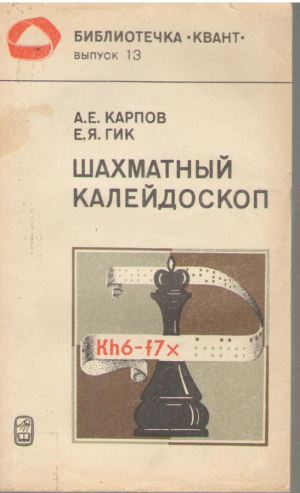 БИБЛИОТЕЧКА •КВАНТ•
ВЫПУСК 13
А.Е. КАРПОВ
Е.Я. ГИК
ШАХМАТНЫЙ
КАЛЕЙДОСКОП
Kh6-f7x